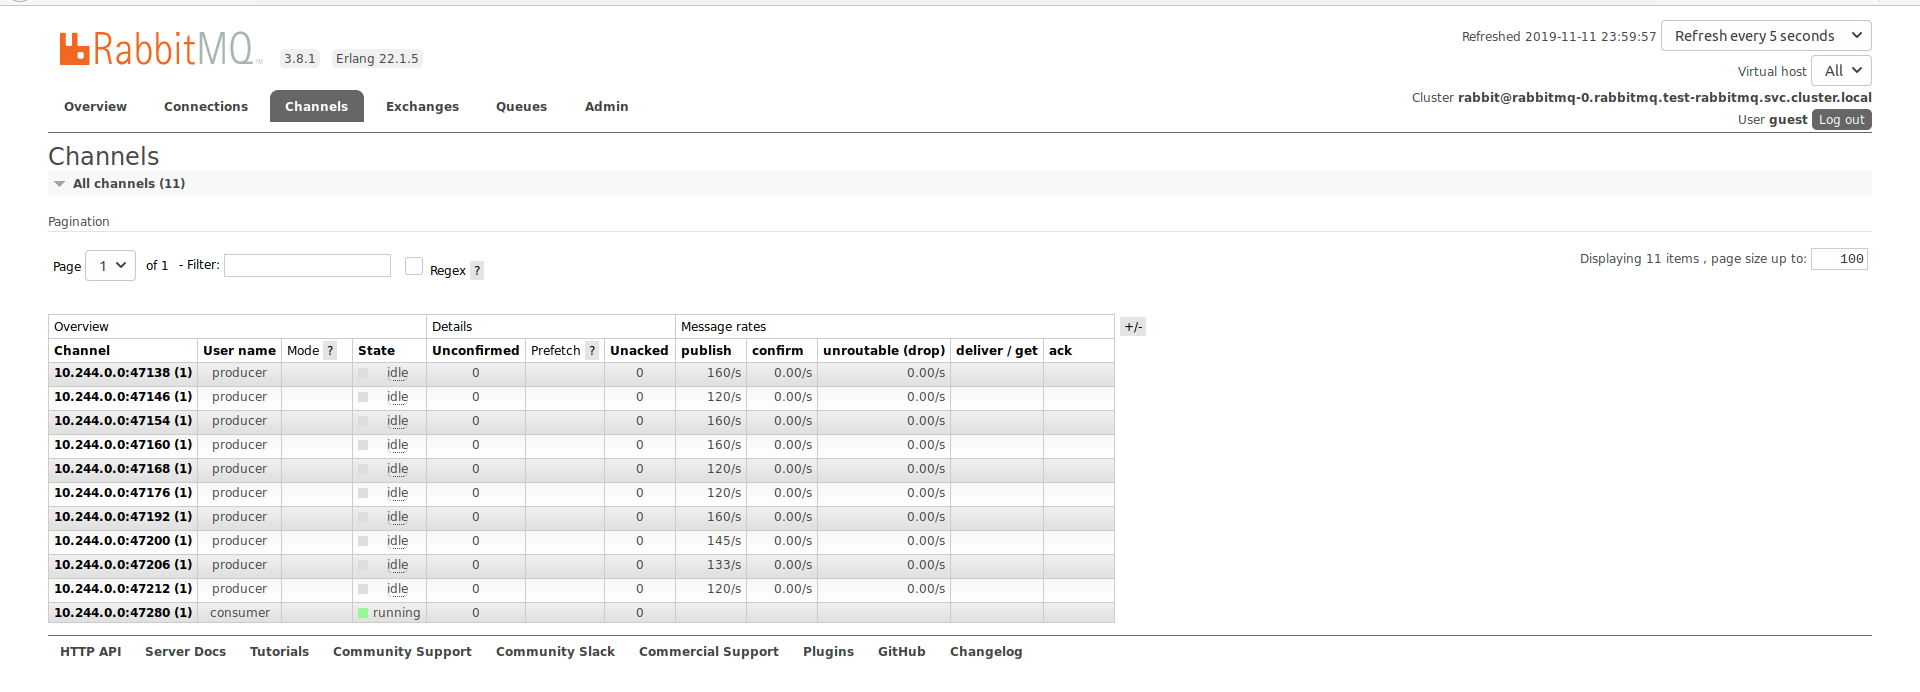 RabbitMQ TM 3.8.1 Erlang 22.1.5
Refreshed 2019-11-11 23:59:57 Refresh every 5 seconds
Virtual host All
Cluster rabbit@rabbitmq-0.rabbitmq.test-rabbitmq.svc.cluster.local
User guest Log out
Overview Connections Channels Exchanges Queues Admin
Channels
All channels (11)
Pagination
Page 1 of 1 - Filter: Regex ? Displaying 11 items , page size up to: 100
Overview Details Message rates +/-
Channel User name Mode ? State Unconfirmed Prefetch ? Unacked publish confirm unroutable (drop) deliver / get ack
10.244.0.0:47138 (1) producer idle 0 0 160/s 0.00/s 0.00/s
10.244.0.0:47146 (1) producer idle 0 0 120/s 0.00/s 0.00/s
10.244.0.0:47154 (1) producer idle 0 0 160/s 0.00/s 0.00/s
10.244.0.0:47160 (1) producer idle 0 0 160/s 0.00/s 0.00/s
10.244.0.0:47168 (1) producer idle 0 0 120/s 0.00/s 0.00/s
10.244.0.0:47176 (1) producer idle 0 0 120/s 0.00/s 0.00/s
10.244.0.0:47192 (1) producer idle 0 0 160/s 0.00/s 0.00/s
10.244.0.0:47200 (1) producer idle 0 0 145/s 0.00/s 0.00/s
10.244.0.0:47206 (1) producer idle 0 0 133/s 0.00/s 0.00/s
10.244.0.0:47212 (1) producer idle 0 0 120/s 0.00/s 0.00/s
10.244.0.0:47280 (1) consumer running 0 0
HTTP API Server Docs Tutorials Community Support Community Slack Commercial Support Plugins GitHub Changelog